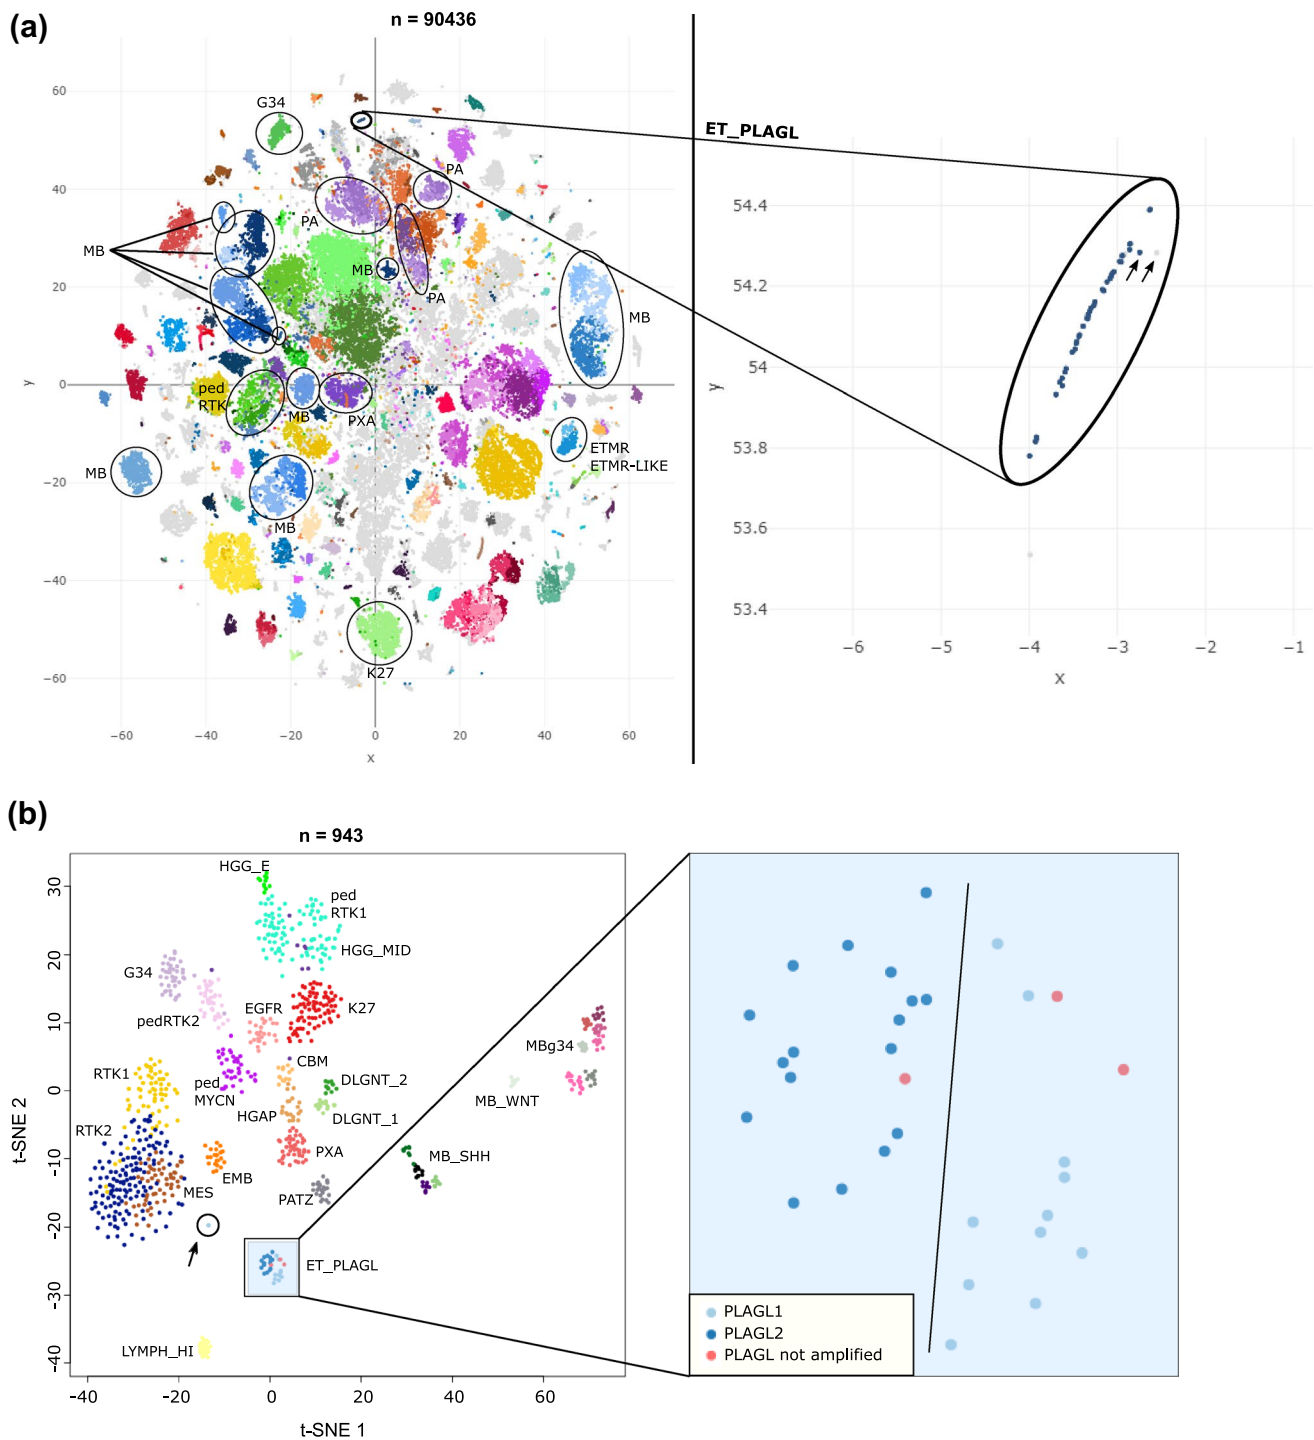 (a)
n = 90436
G34
PA
PA
MB
MB
PA
MB
ped
RTK
MB
PXA
ETMR
ETMR-LIKE
MB
MB
K27
60
40
20
0
−20
−40
−60
y
−60
−40
−20
0
20
40
60
x
ET_PLAGL
54.4
54.2
54
53.8
53.6
53.4
y
−6
−5
−4
−3
−2
−1
x
(b)
n = 943
HGG_E
ped
RTK1
HGG_MID
G34
pedRTK2
EGFR
K27
MBg34
CBM
RTK1
ped
MYCN
DLGNT_2
MB_WNT
HGAP
DLGNT_1
RTK2
PXA
MB_SHH
EMB
MES
PATZ
ET_PLAGL
LYMPH_HI
30
20
10
0
-10
-20
-30
-40
t-SNE 2
-40
-20
0
20
40
60
t-SNE 1
PLAGL1
PLAGL2
PLAGL not amplified